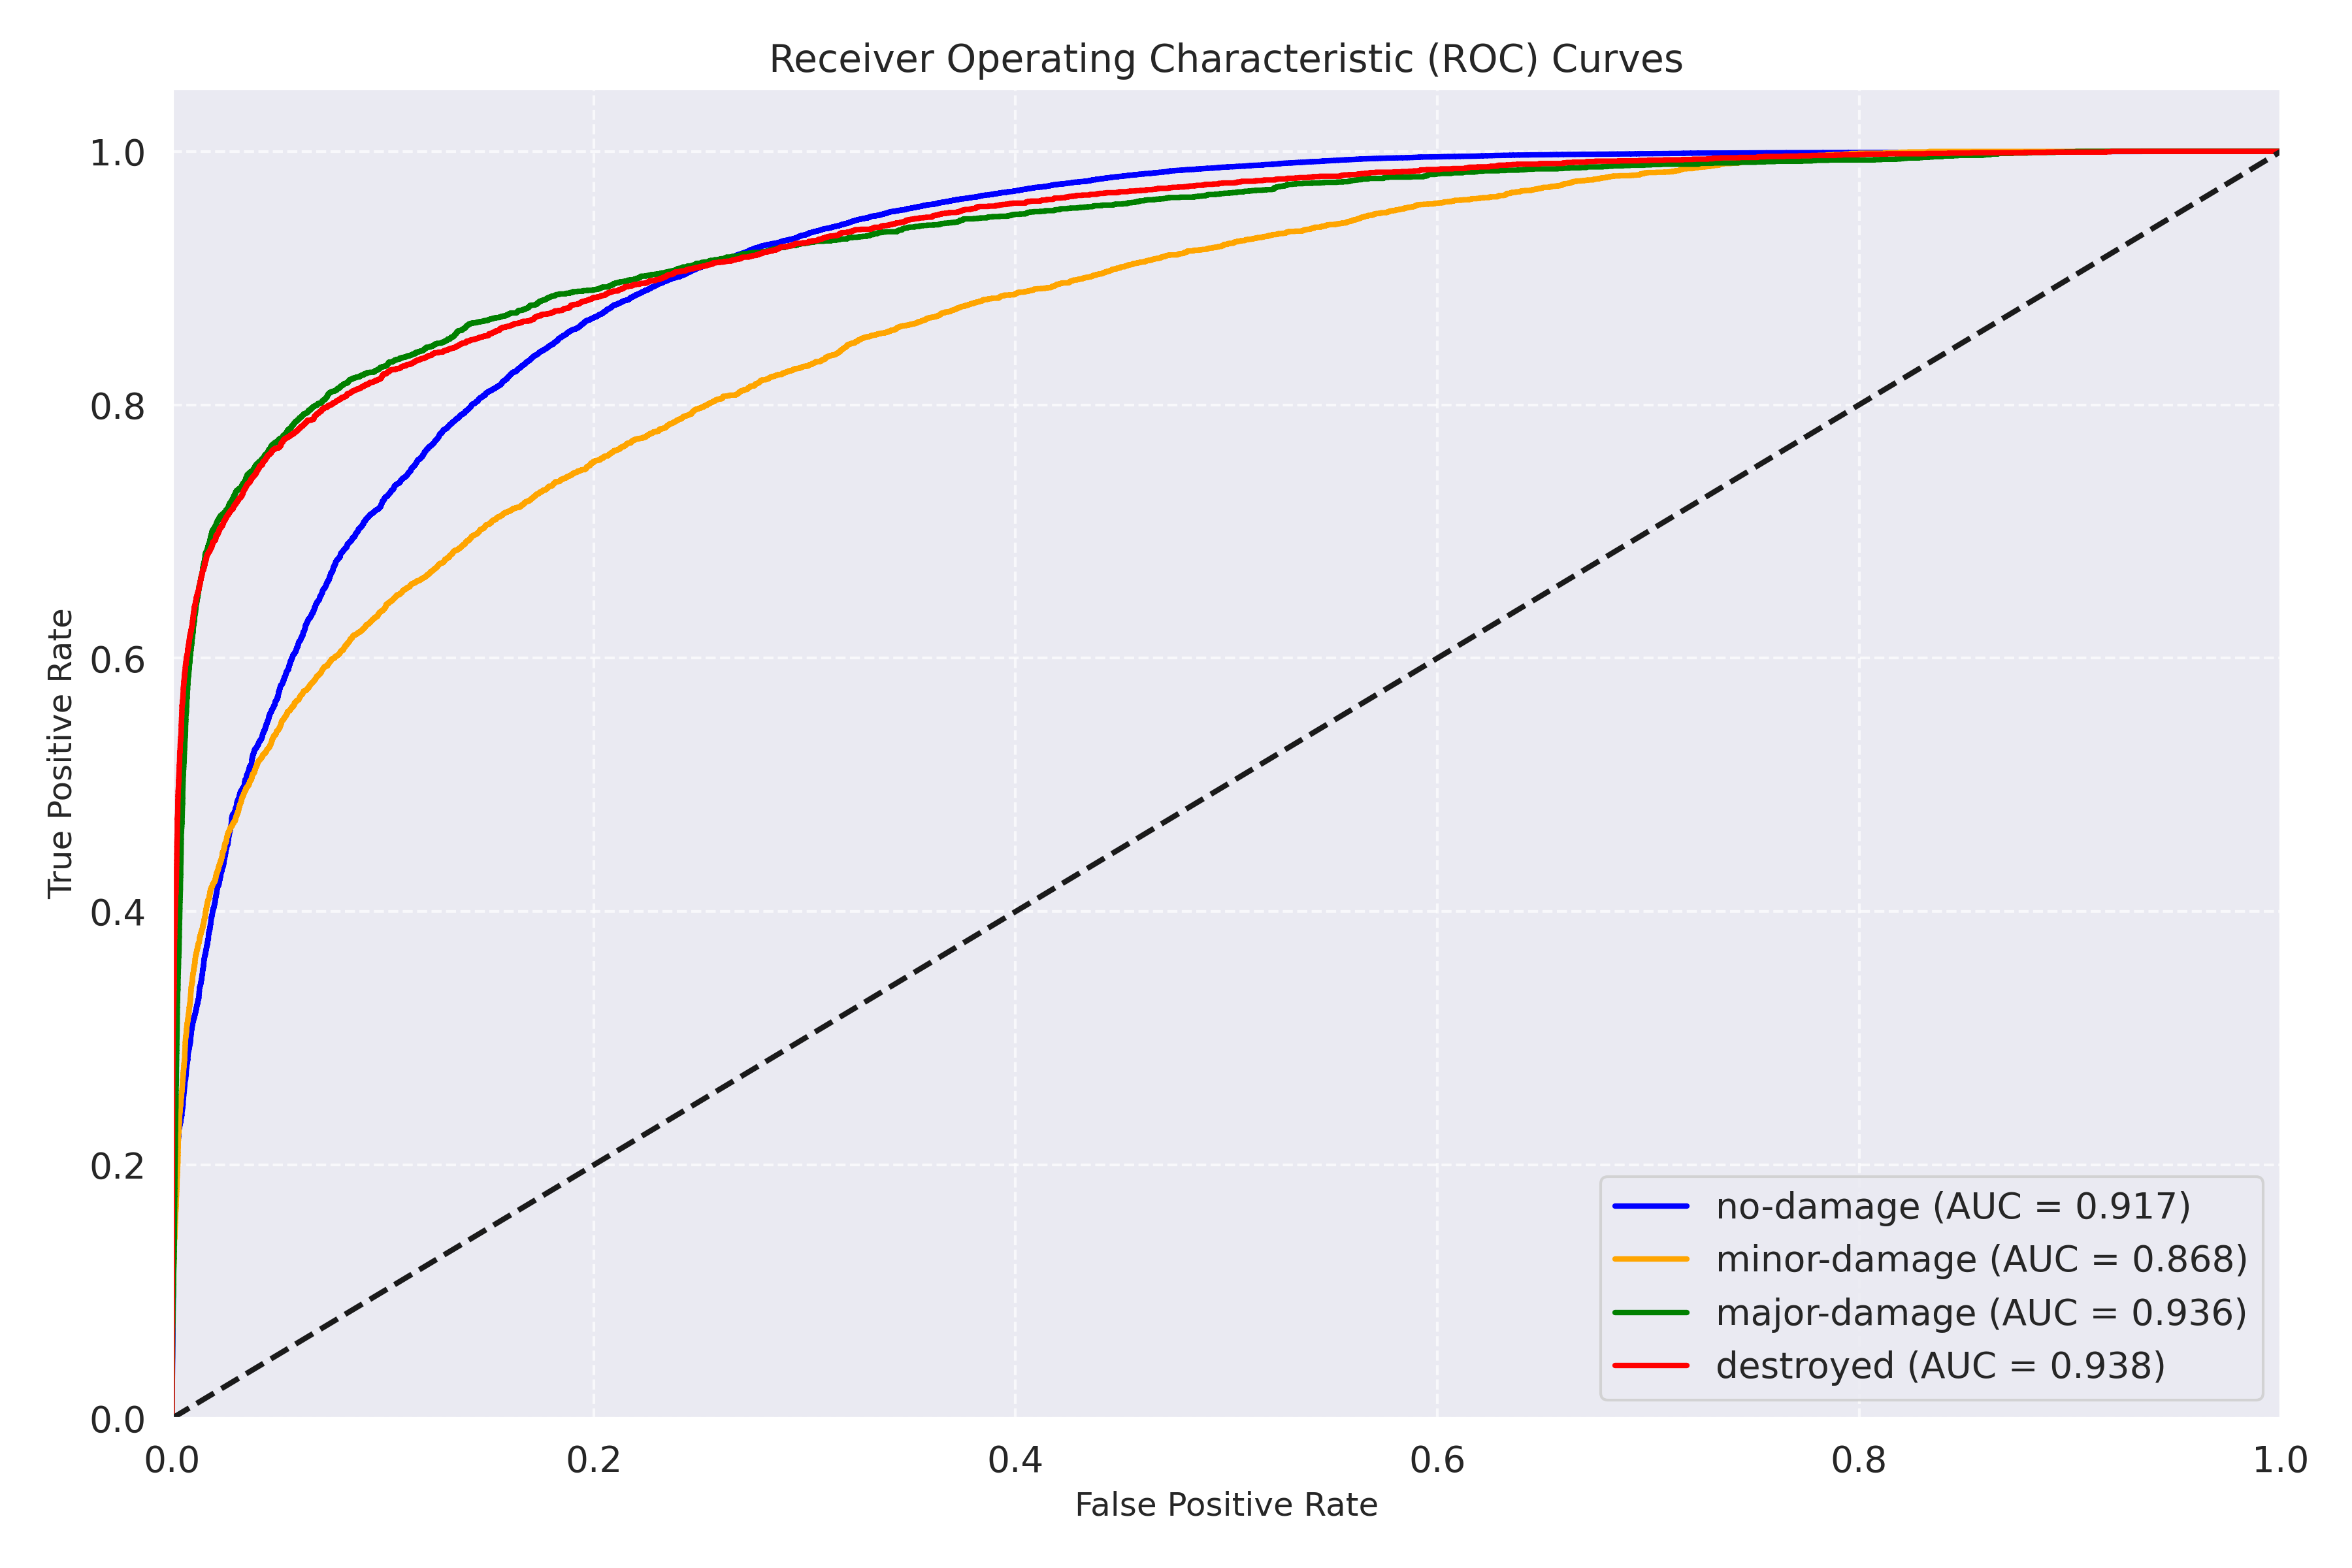 Receiver Operating Characteristic (ROC) Curves
1.0
0.8
0.6
0.4
0.2
0.0
True Positive Rate
0.0 0.2 0.4 0.6 0.8 1.0
False Positive Rate
no-damage (AUC = 0.917)
minor-damage (AUC = 0.868)
major-damage (AUC = 0.936)
destroyed (AUC = 0.938)